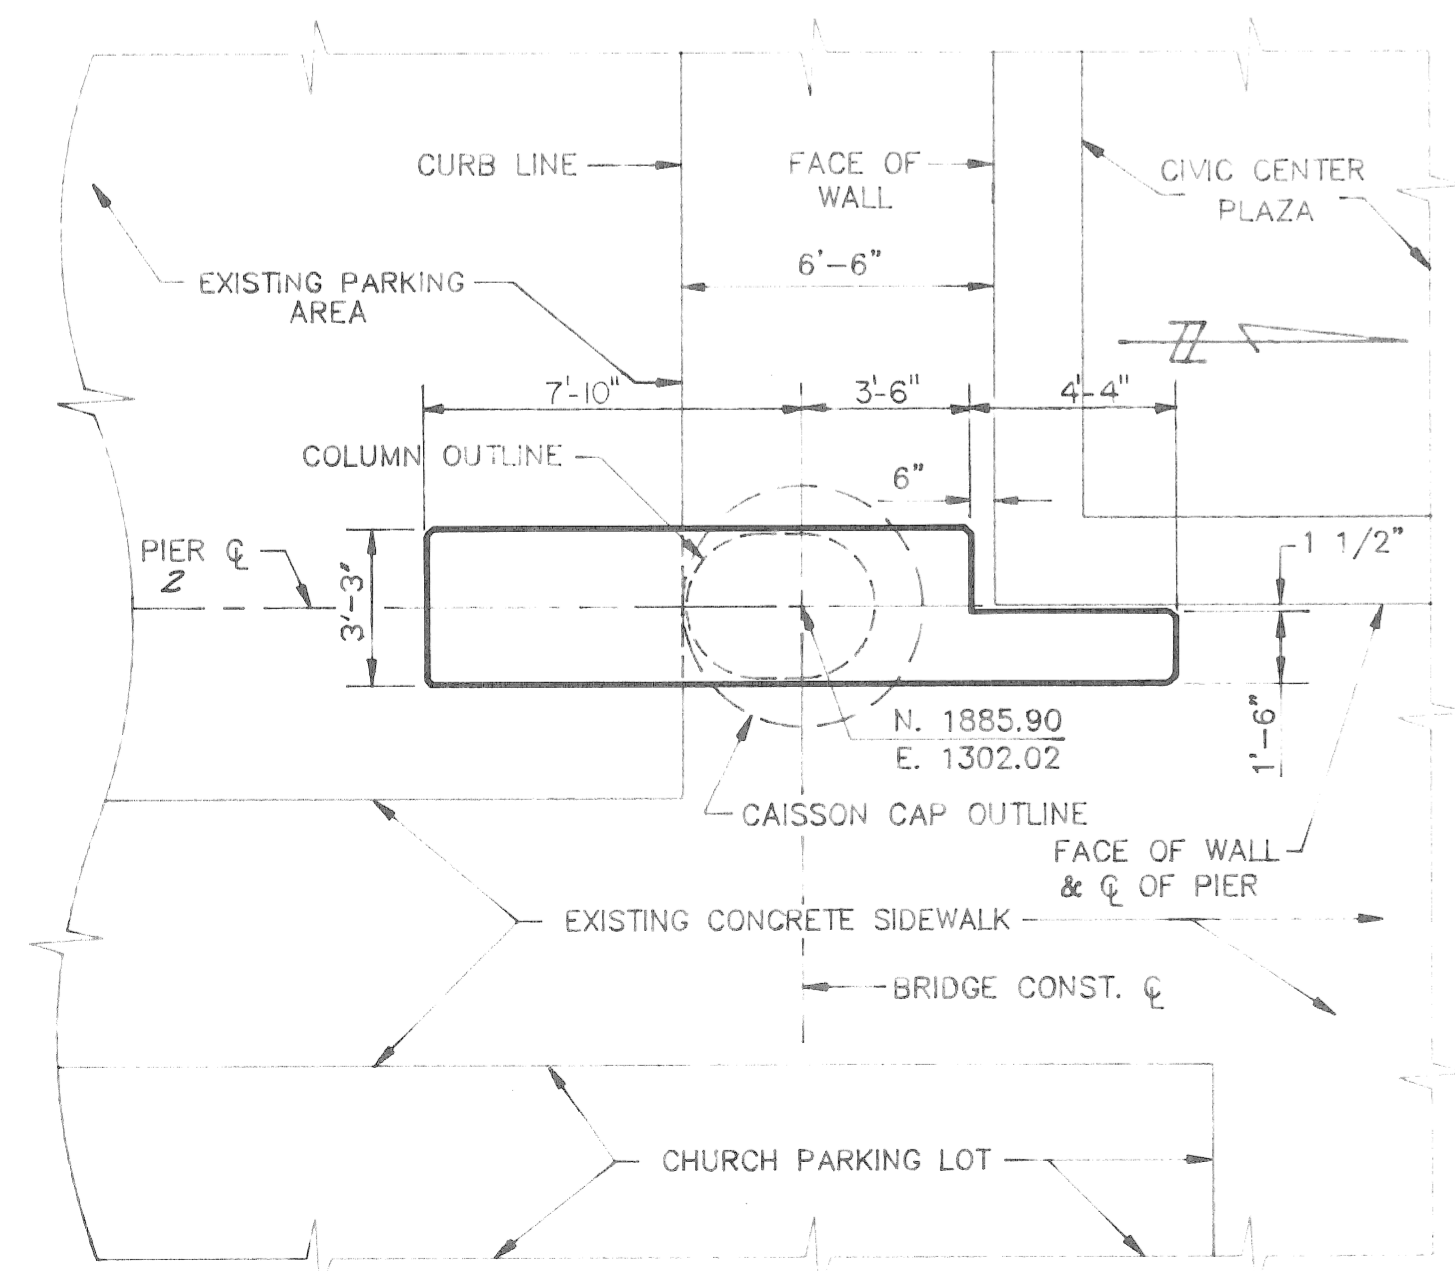 CURB LINE
FACE OF
WALL
CIVIC CENTER
PLAZA
6'-6"
EXISTING PARKING
AREA
7'-10"
3'-6"
4'-4"
COLUMN OUTLINE
6"
1 1/2"
PIER ℄
2
3'-3"
N. 1885.90
E. 1302.02
1'-6"
CAISSON CAP OUTLINE
FACE OF WALL
& ℄ OF PIER
EXISTING CONCRETE SIDEWALK
BRIDGE CONST. ℄
CHURCH PARKING LOT